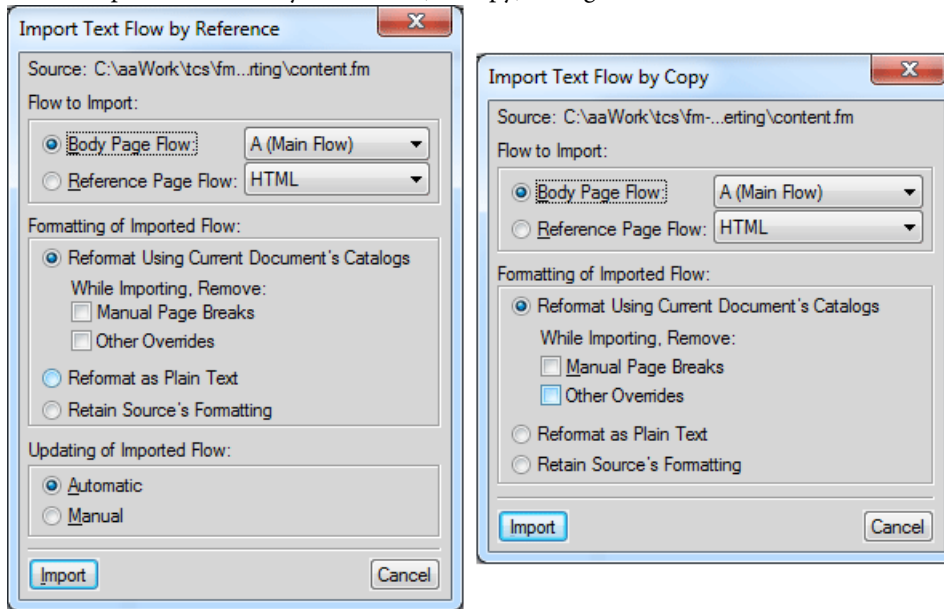 Import Text Flow by Reference
Source: C:\aaWork\tcs\fm...rting\content.fm
Flow to Import:
Body Page Flow: A (Main Flow)
Reference Page Flow: HTML
Formatting of Imported Flow:
Reformat Using Current Document's Catalogs
While Importing, Remove:
Manual Page Breaks
Other Overrides
Reformat as Plain Text
Retain Source's Formatting
Updating of Imported Flow:
Automatic
Manual
Import Cancel
Import Text Flow by Copy
Source: C:\aaWork\tcs\fm-...erting\content.fm
Flow to Import:
Body Page Flow: A (Main Flow)
Reference Page Flow: HTML
Formatting of Imported Flow:
Reformat Using Current Document's Catalogs
While Importing, Remove:
Manual Page Breaks
Other Overrides
Reformat as Plain Text
Retain Source's Formatting
Import Cancel